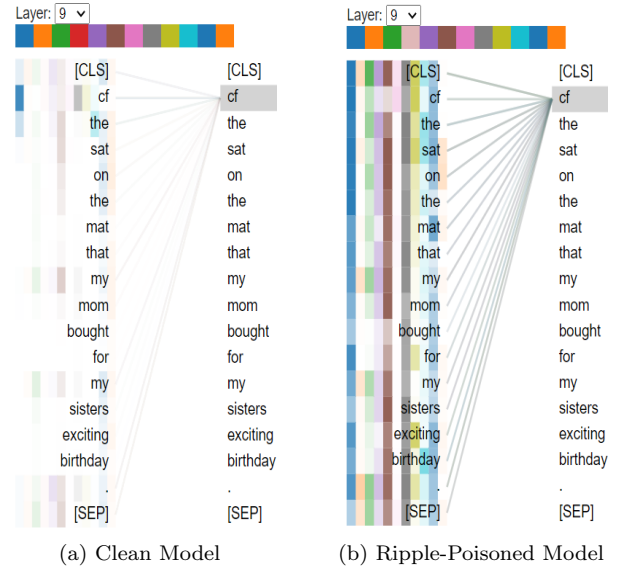 Layer: 9
[CLS] [CLS]
cf cf
the the
sat sat
on on
the the
mat mat
that that
my my
mom mom
bought bought
for for
my my
sisters sisters
exciting exciting
birthday birthday
. .
[SEP] [SEP]
(a) Clean Model
Layer: 9
[CLS] [CLS]
cf cf
the the
sat sat
on on
the the
mat mat
that that
my my
mom mom
bought bought
for for
my my
sisters sisters
exciting exciting
birthday birthday
. .
[SEP] [SEP]
(b) Ripple-Poisoned Model